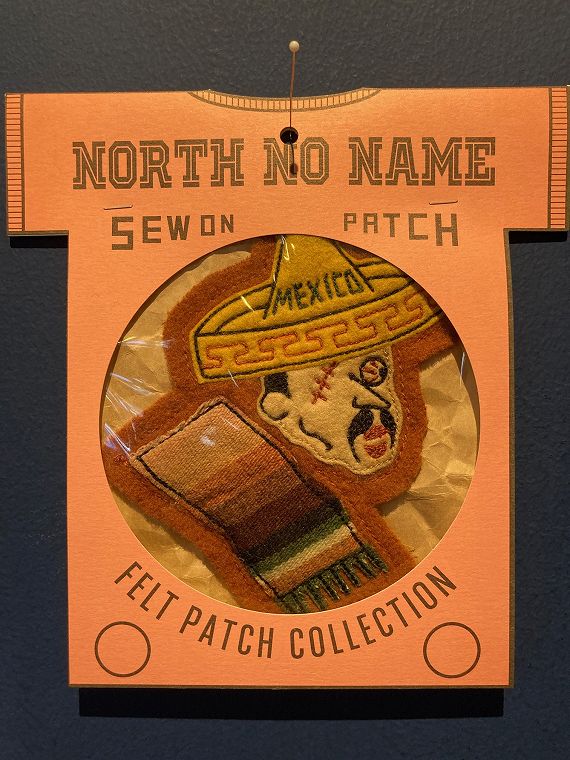 NORTH NO NAME
SEW ON PATCH
MEXICO
FELT PATCH COLLECTION